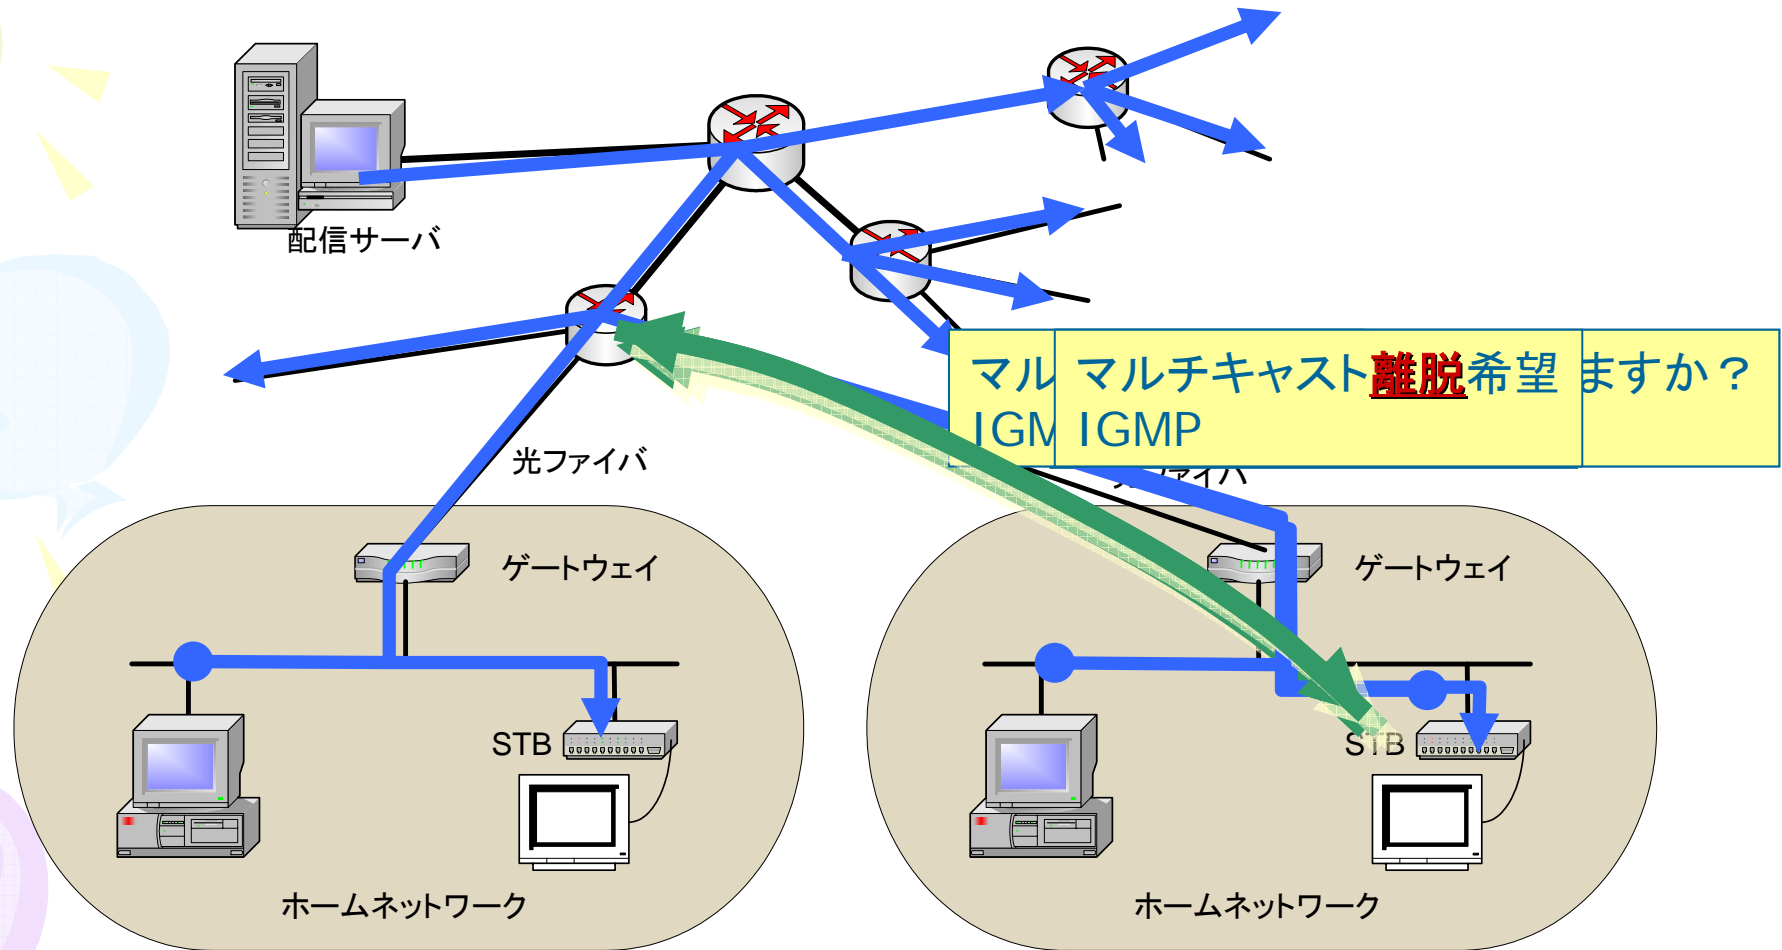 配信サーバ
マル
IGM
マルチキャスト離脱希望
IGMP
ますか？
光ファイバ
ァイバ
ゲートウェイ
ゲートウェイ
STB
STB
ホームネットワーク
ホームネットワーク